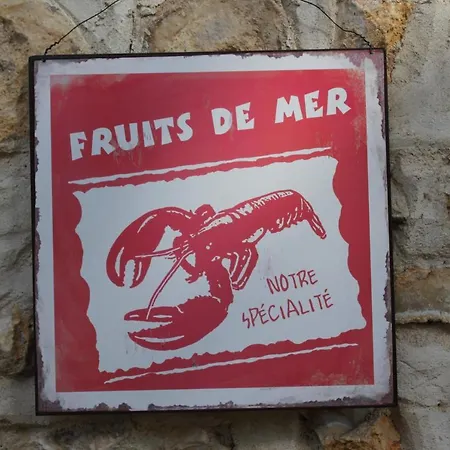 FRUITS DE MER
NOTRE
SPÉCIALITÉ